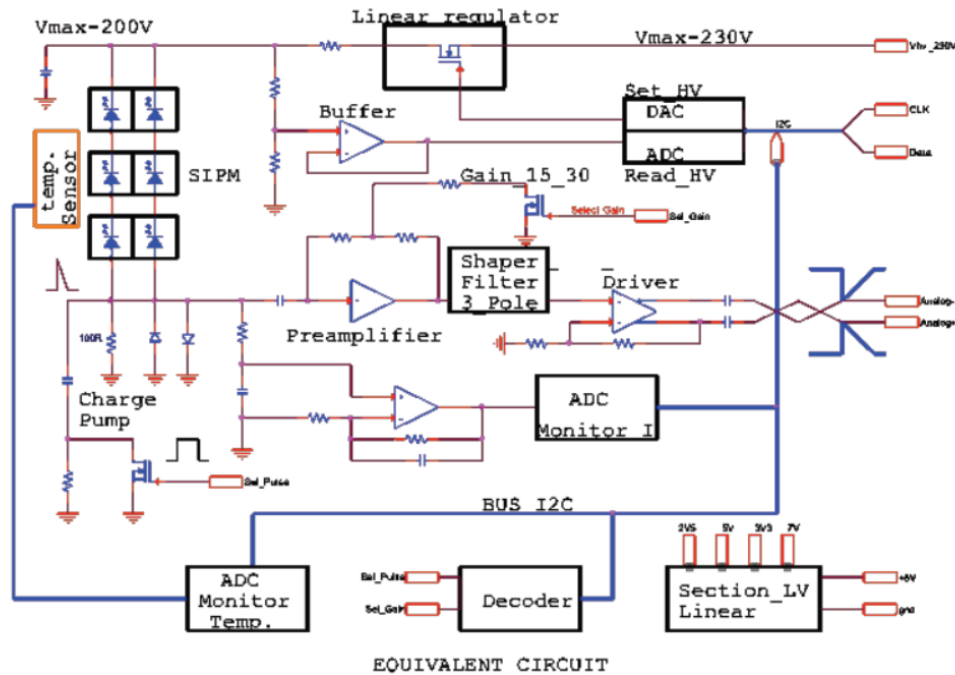 Linear regulator
Vmax-200V
Vmax-230V
Vhv_230V
Set_HV
DAC
ADC
Read_HV
I2C
CLK
Data
Buffer
temp.
Sensor
SIPM
Gain_15_30
Select Gain
Sel_Gain
Shaper
Filter
3_Pole
Driver
Preamplifier
Analog-
Analog+
100R
Charge
Pump
ADC
Monitor I
Sel_Pulse
BUS I2C
2V5
5V
3V3
7V
ADC
Monitor
Temp.
Sel_Pulse
Sel_Gain
Decoder
Section_LV
Linear
+8V
gnd
EQUIVALENT CIRCUIT